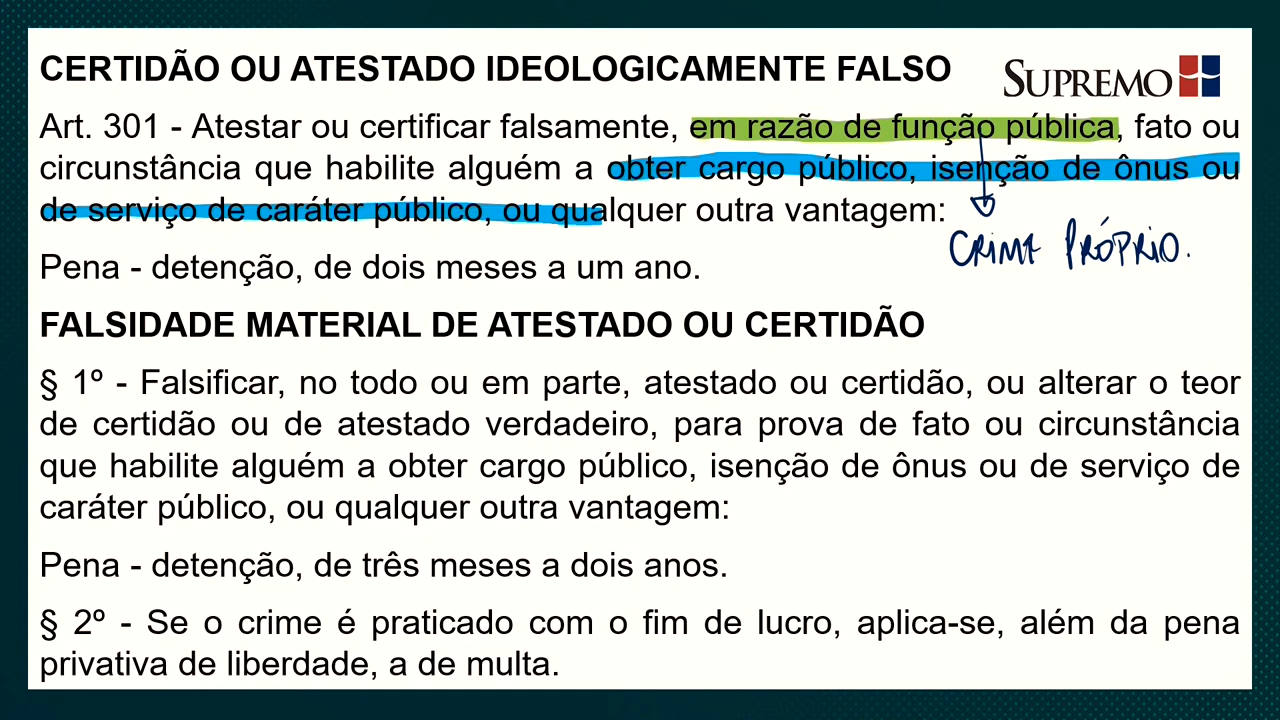 CERTIDÃO OU ATESTADO IDEOLOGICAMENTE FALSO
SUPREMO
Art. 301 - Atestar ou certificar falsamente, em razão de função pública, fato ou
circunstância que habilite alguém a obter cargo público, isenção de ônus ou
de serviço de caráter público, ou qualquer outra vantagem:
CRIME PRÓPRIO.
Pena - detenção, de dois meses a um ano.
FALSIDADE MATERIAL DE ATESTADO OU CERTIDÃO
§ 1º - Falsificar, no todo ou em parte, atestado ou certidão, ou alterar o teor
de certidão ou de atestado verdadeiro, para prova de fato ou circunstância
que habilite alguém a obter cargo público, isenção de ônus ou de serviço de
caráter público, ou qualquer outra vantagem:
Pena - detenção, de três meses a dois anos.
§ 2º - Se o crime é praticado com o fim de lucro, aplica-se, além da pena
privativa de liberdade, a de multa.